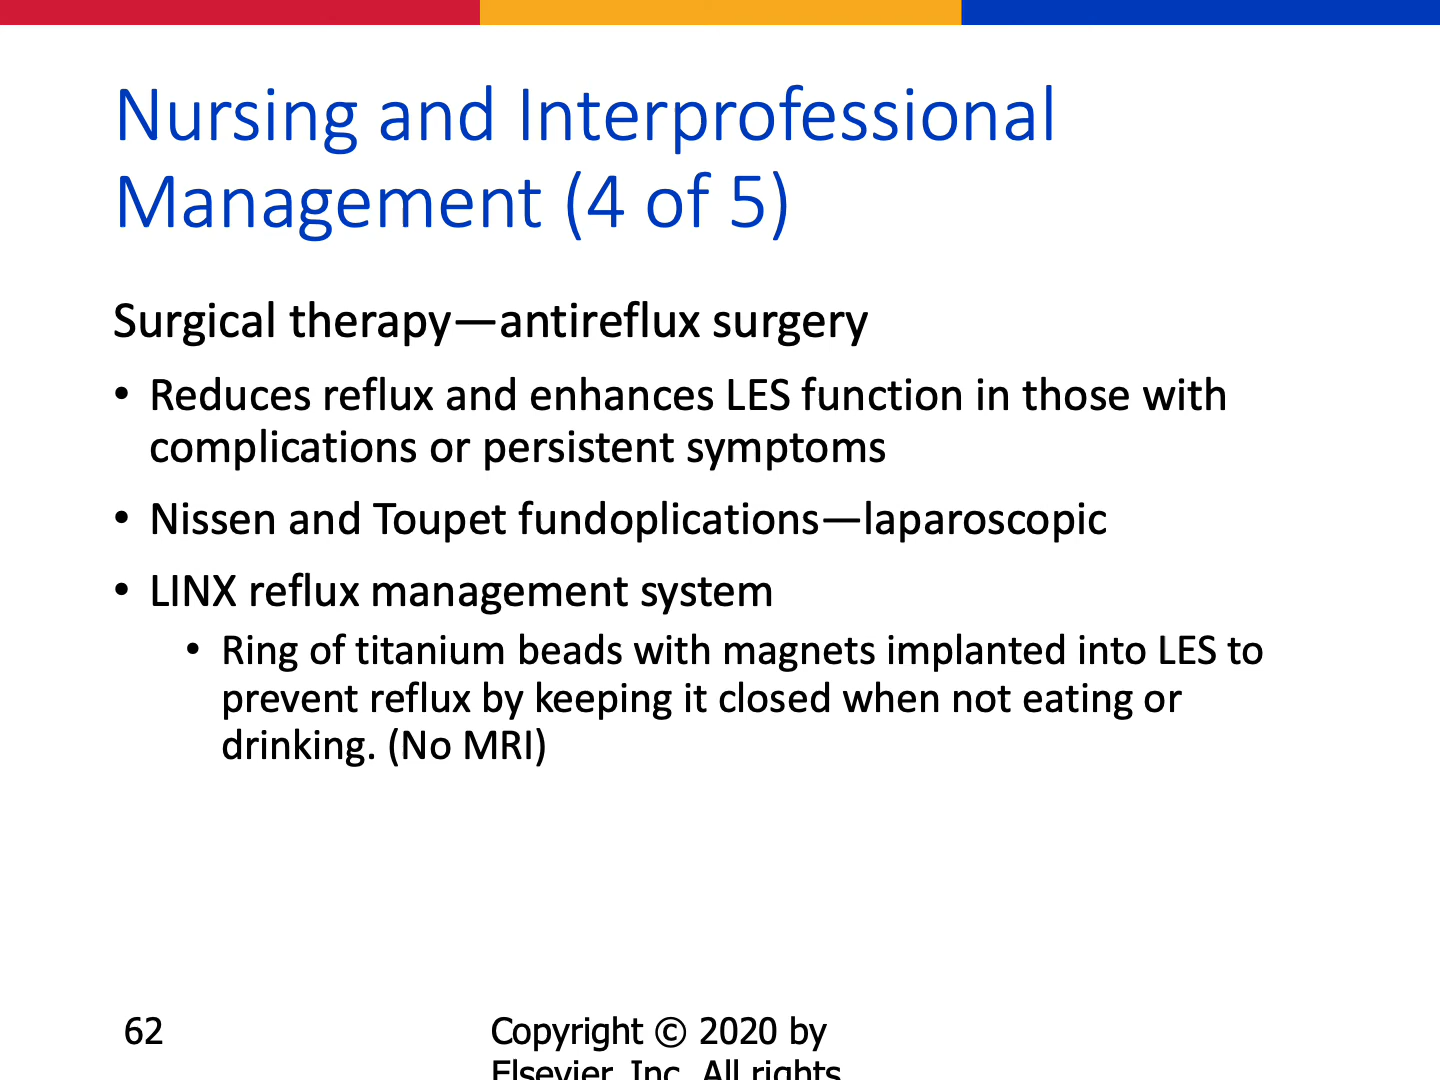 Nursing and Interprofessional
Management (4 of 5)
Surgical therapy—antireflux surgery
• Reduces reflux and enhances LES function in those with
complications or persistent symptoms
• Nissen and Toupet fundoplications—laparoscopic
• LINX reflux management system
• Ring of titanium beads with magnets implanted into LES to
prevent reflux by keeping it closed when not eating or
drinking. (No MRI)
62
Copyright © 2020 by
Elsevier, Inc. All rights